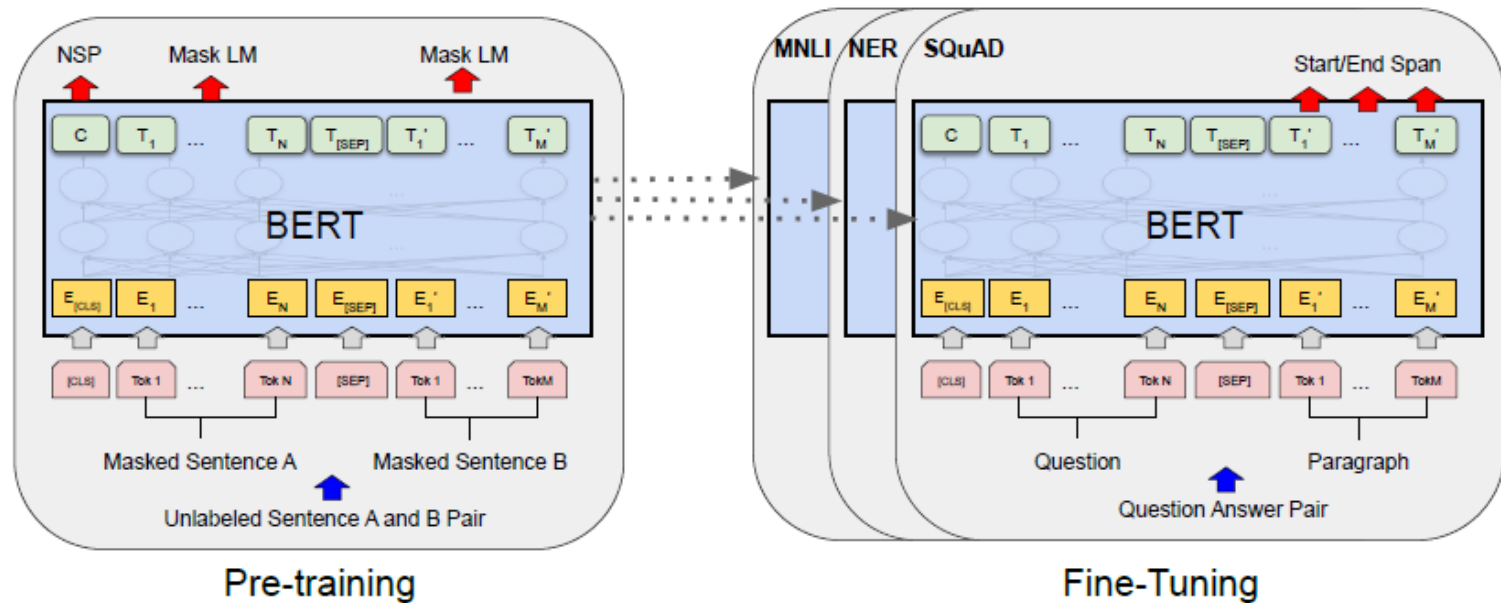 NSP Mask LM Mask LM
C T1 ... TN T[SEP] T1' ... TM'
...
BERT
...
E[CLS] E1 ... EN E[SEP] E1' ... EM'
[CLS] Tok 1 ... Tok N [SEP] Tok 1 ... TokM
Masked Sentence A Masked Sentence B
Unlabeled Sentence A and B Pair
Pre-training
MNLI NER SQuAD
Start/End Span
C T1 ... TN T[SEP] T1' ... TM'
...
BERT
...
E[CLS] E1 ... EN E[SEP] E1' ... EM'
[CLS] Tok 1 ... Tok N [SEP] Tok 1 ... TokM
Question Paragraph
Question Answer Pair
Fine-Tuning